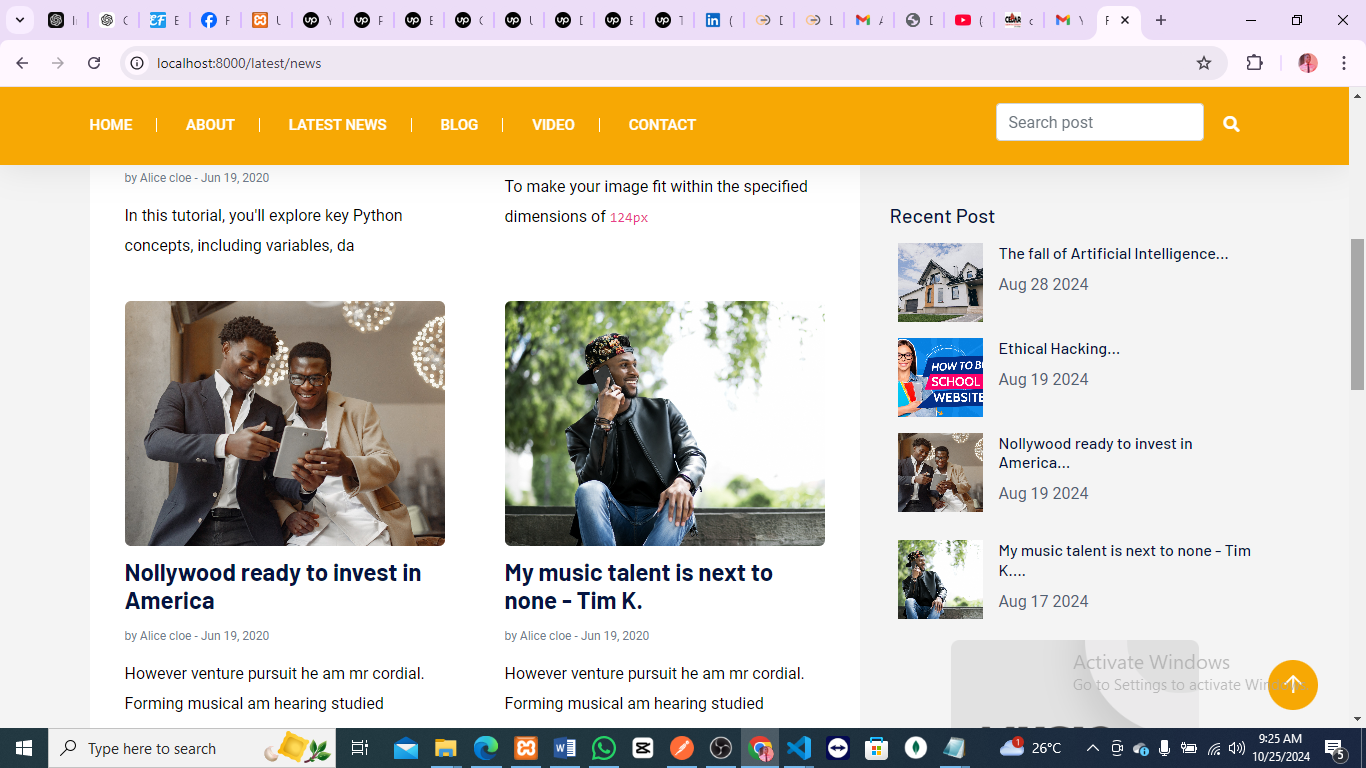 localhost:8000/latest/news
HOME
ABOUT
LATEST NEWS
BLOG
VIDEO
CONTACT
Search post
by Alice cloe - Jun 19, 2020
In this tutorial, you'll explore key Python
concepts, including variables, da
To make your image fit within the specified
dimensions of 124px
Nollywood ready to invest in
America
by Alice cloe - Jun 19, 2020
However venture pursuit he am mr cordial.
Forming musical am hearing studied
My music talent is next to
none - Tim K.
by Alice cloe - Jun 19, 2020
However venture pursuit he am mr cordial.
Forming musical am hearing studied
Recent Post
The fall of Artificial Intelligence...
Aug 28 2024
HOW TO BU
SCHOOL
WEBSITE
Ethical Hacking...
Aug 19 2024
Nollywood ready to invest in
America...
Aug 19 2024
My music talent is next to none - Tim
K....
Aug 17 2024
Activate Windows
Go to Settings to activate Windows.
Type here to search
26°C
9:25 AM
10/25/2024
5